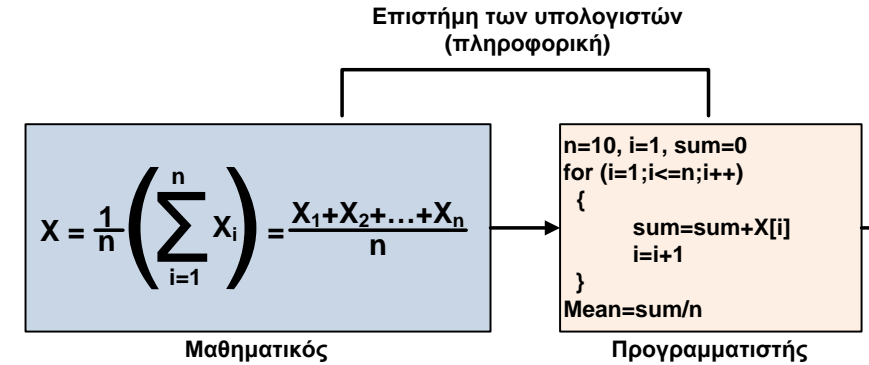 Επιστήμη των υπολογιστών
(πληροφορική)
X = 1/n (∑ᵢ₌₁ⁿ Xᵢ) = X₁+X₂+…+Xₙ / n
Μαθηματικός
n=10, i=1, sum=0
for (i=1;i<=n;i++)
{
sum=sum+X[i]
i=i+1
}
Mean=sum/n
Προγραμματιστής